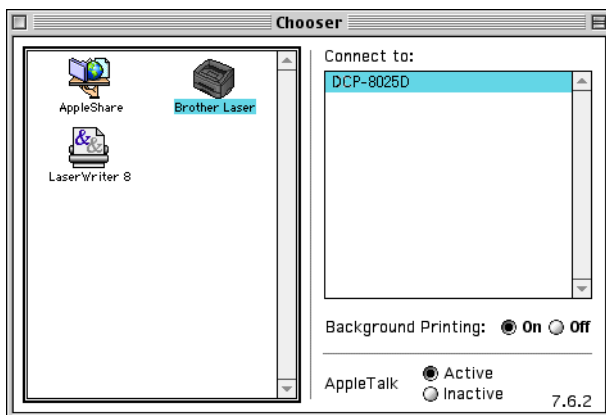 Chooser
AppleShare
Brother Laser
LaserWriter 8
Connect to:
DCP-8025D
Background Printing: On Off
AppleTalk
Active
Inactive
7.6.2